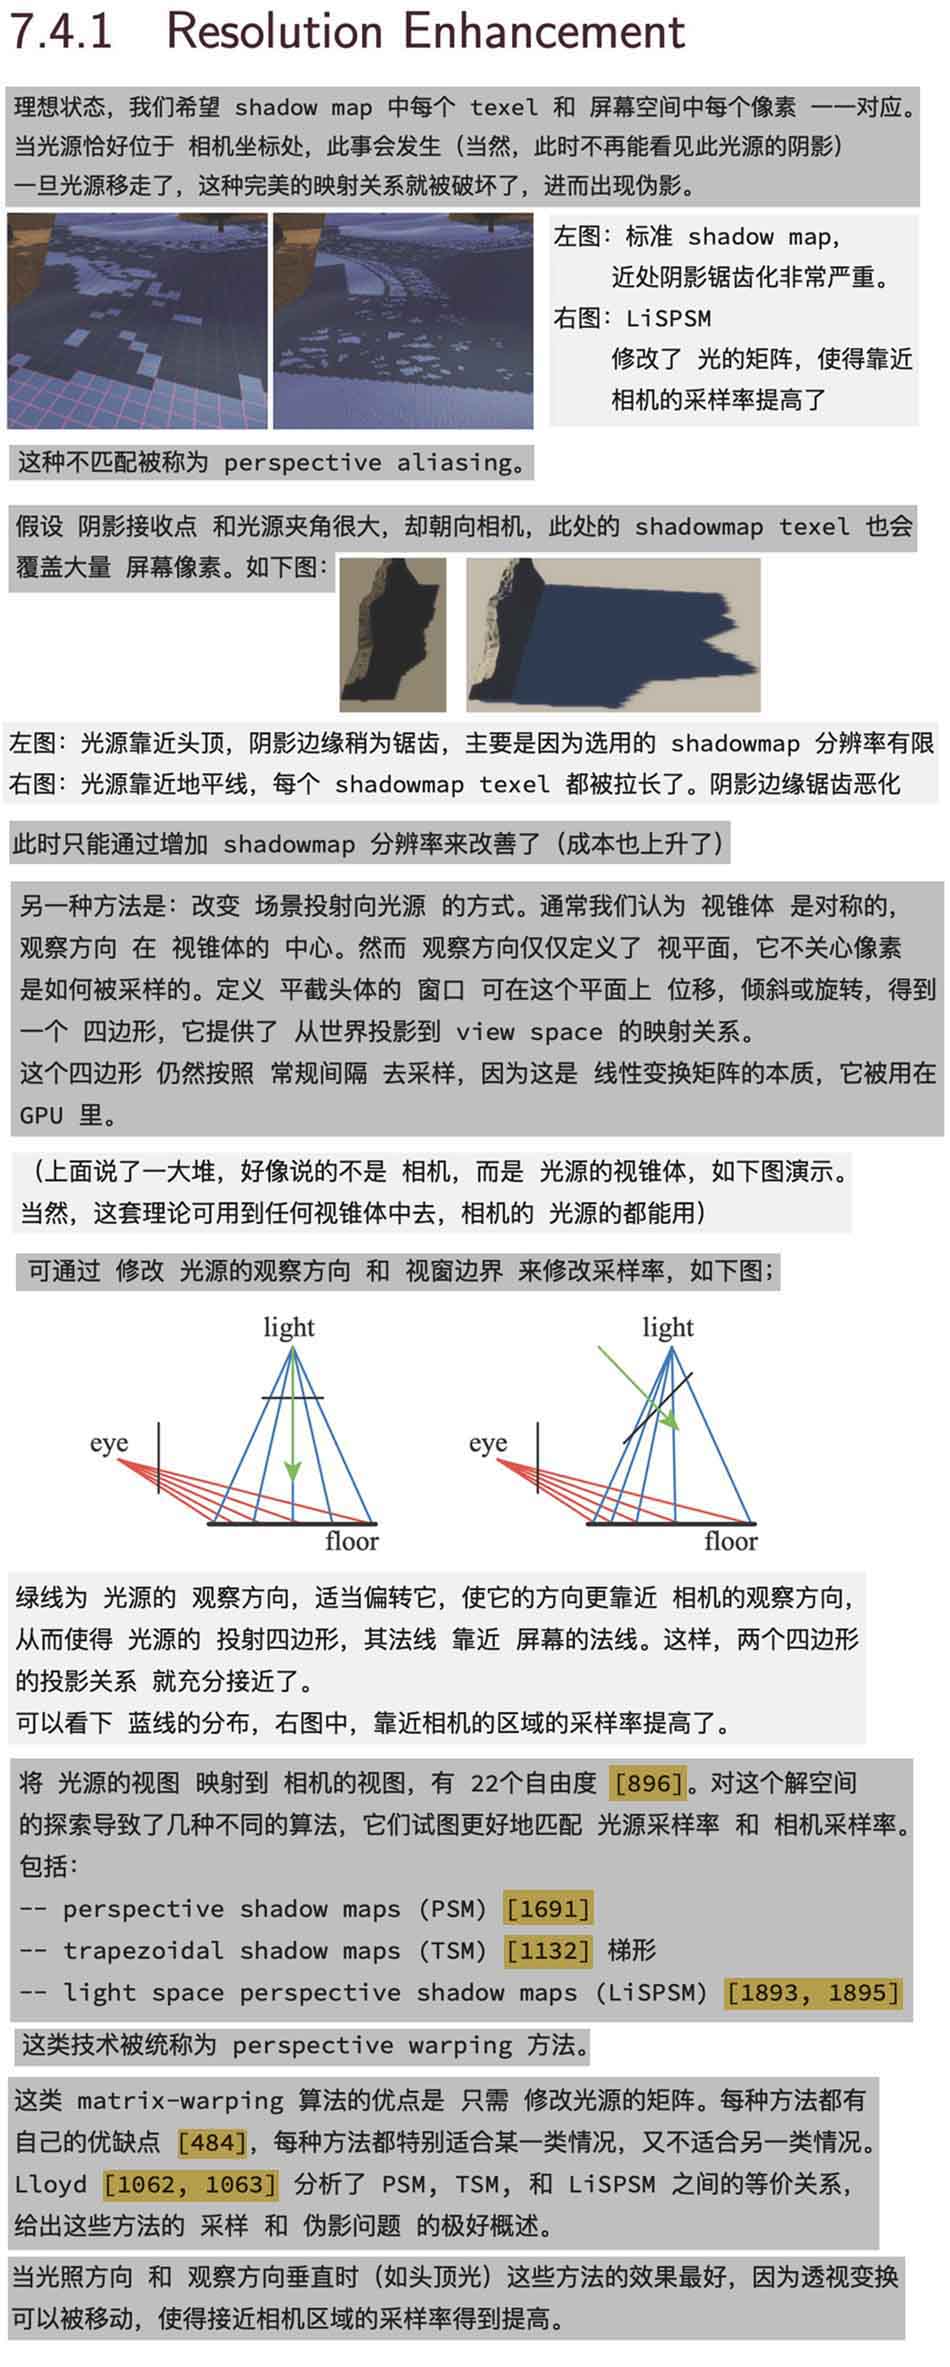 7.4.1 Resolution Enhancement
理想状态，我们希望 shadow map 中每个 texel 和 屏幕空间中每个像素 一一对应。
当光源恰好位于 相机坐标处，此事会发生（当然，此时不再能看见此光源的阴影）
一旦光源移走了，这种完美的映射关系就被破坏了，进而出现伪影。
左图：标准 shadow map，
近处阴影锯齿化非常严重。
右图：LiSPSM
修改了 光的矩阵，使得靠近
相机的采样率提高了
这种不匹配被称为 perspective aliasing。
假设 阴影接收点 和光源夹角很大，却朝向相机，此处的 shadowmap texel 也会
覆盖大量 屏幕像素。如下图：
左图：光源靠近头顶，阴影边缘稍为锯齿，主要是因为选用的 shadowmap 分辨率有限
右图：光源靠近地平线，每个 shadowmap texel 都被拉长了。阴影边缘锯齿恶化
此时只能通过增加 shadowmap 分辨率来改善了（成本也上升了）
另一种方法是：改变 场景投射向光源 的方式。通常我们认为 视锥体 是对称的，
观察方向 在 视锥体的 中心。然而 观察方向仅仅定义了 视平面，它不关心像素
是如何被采样的。定义 平截头体的 窗口 可在这个平面上 位移，倾斜或旋转，得到
一个 四边形，它提供了 从世界投影到 view space 的映射关系。
这个四边形 仍然按照 常规间隔 去采样，因为这是 线性变换矩阵的本质，它被用在
GPU 里。
（上面说了一大堆，好像说的不是 相机，而是 光源的视锥体，如下图演示。
当然，这套理论可用到任何视锥体中去，相机的 光源的都能用）
可通过 修改 光源的观察方向 和 视窗边界 来修改采样率，如下图；
light
eye
floor
light
eye
floor
绿线为 光源的 观察方向，适当偏转它，使它的方向更靠近 相机的观察方向，
从而使得 光源的 投射四边形，其法线 靠近 屏幕的法线。这样，两个四边形
的投影关系 就充分接近了。
可以看下 蓝线的分布，右图中，靠近相机的区域的采样率提高了。
将 光源的视图 映射到 相机的视图，有 22个自由度 [896]。对这个解空间
的探索导致了几种不同的算法，它们试图更好地匹配 光源采样率 和 相机采样率。
包括：
-- perspective shadow maps (PSM) [1691]
-- trapezoidal shadow maps (TSM) [1132] 梯形
-- light space perspective shadow maps (LiSPSM) [1893, 1895]
这类技术被统称为 perspective warping 方法。
这类 matrix-warping 算法的优点是 只需 修改光源的矩阵。每种方法都有
自己的优缺点 [484]，每种方法都特别适合某一类情况，又不适合另一类情况。
Lloyd [1062, 1063] 分析了 PSM, TSM, 和 LiSPSM 之间的等价关系，
给出这些方法的 采样 和 伪影问题 的极好概述。
当光照方向 和 观察方向垂直时（如头顶光）这些方法的效果最好，因为透视变换
可以被移动，使得接近相机区域的采样率得到提高。